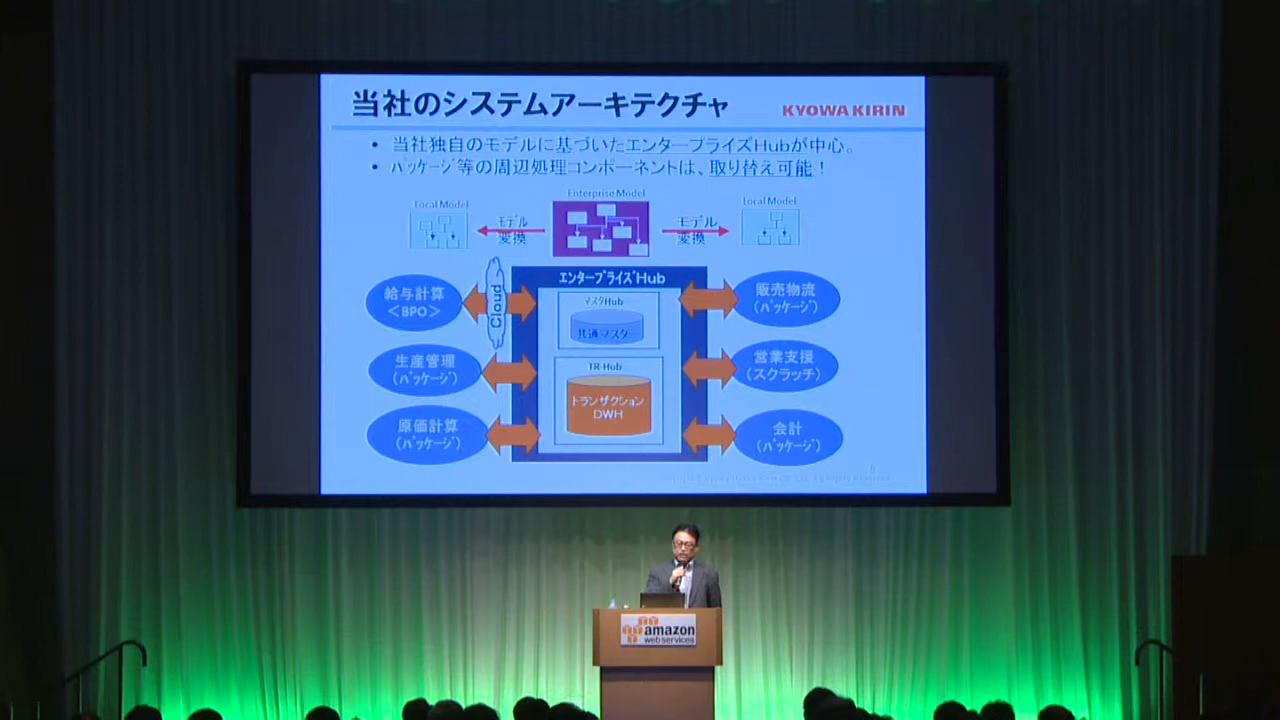 当社のシステムアーキテクチャ
KYOWA KIRIN
• 当社独自のモデルに基づいたエンタープライズHubが中心。
• パッケージ等の周辺処理コンポーネントは、取り替え可能！
Local Model
Enterprise Model
Local Model
モデル
変換
モデル
変換
エンタープライズHub
給与計算
＜BPO＞
Cloud
マスタHub
共通マスター
販売物流
(パッケージ)
生産管理
(パッケージ)
TR-Hub
トランザクション
DWH
営業支援
(スクラッチ)
原価計算
(パッケージ)
会計
(パッケージ)
amazon
web services